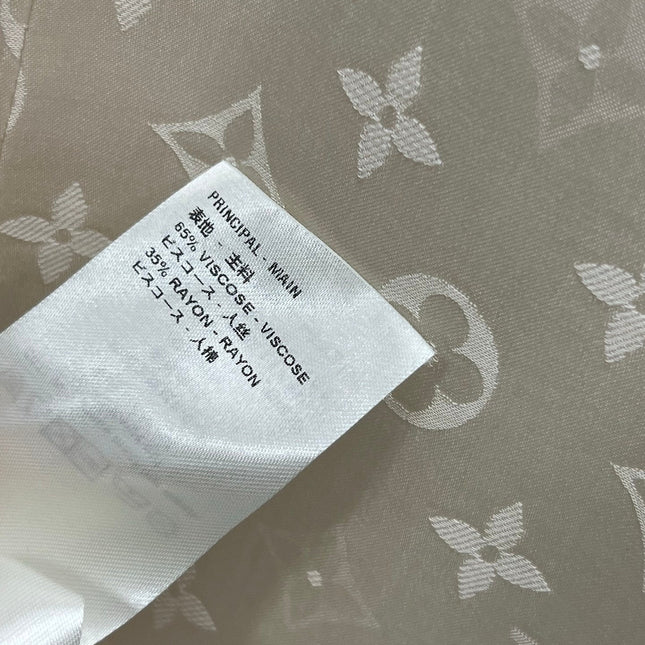 PRINCIPAL - MAIN
表地 - 主料
65% VISCOSE - VISCOSE
ビスコース - 人丝
35% RAYON - RAYON
ビスコース - 人棉